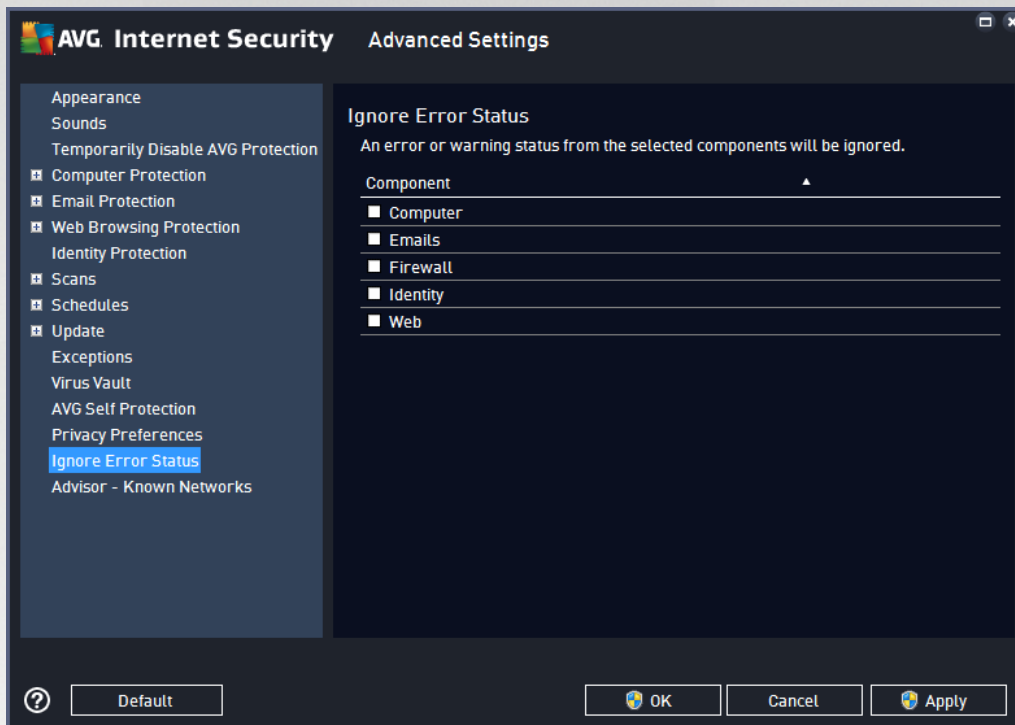 AVG Internet Security Advanced Settings
Appearance
Sounds
Temporarily Disable AVG Protection
Computer Protection
Email Protection
Web Browsing Protection
Identity Protection
Scans
Schedules
Update
Exceptions
Virus Vault
AVG Self Protection
Privacy Preferences
Ignore Error Status
Advisor - Known Networks
Ignore Error Status
An error or warning status from the selected components will be ignored.
Component
Computer
Emails
Firewall
Identity
Web
Default
OK
Cancel
Apply